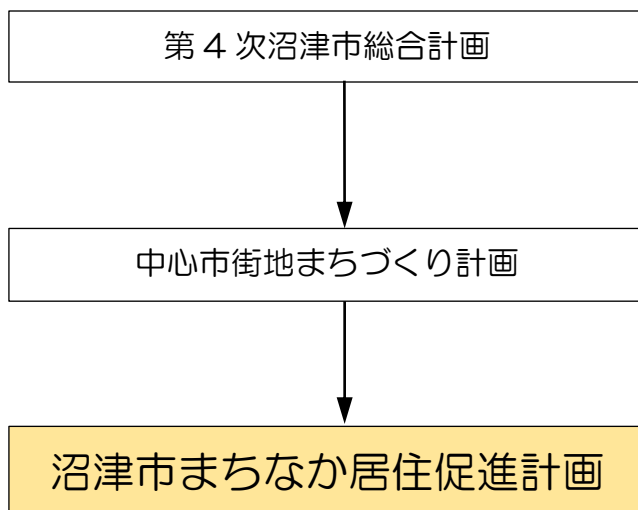 第４次沼津市総合計画
中心市街地まちづくり計画
沼津市まちなか居住促進計画